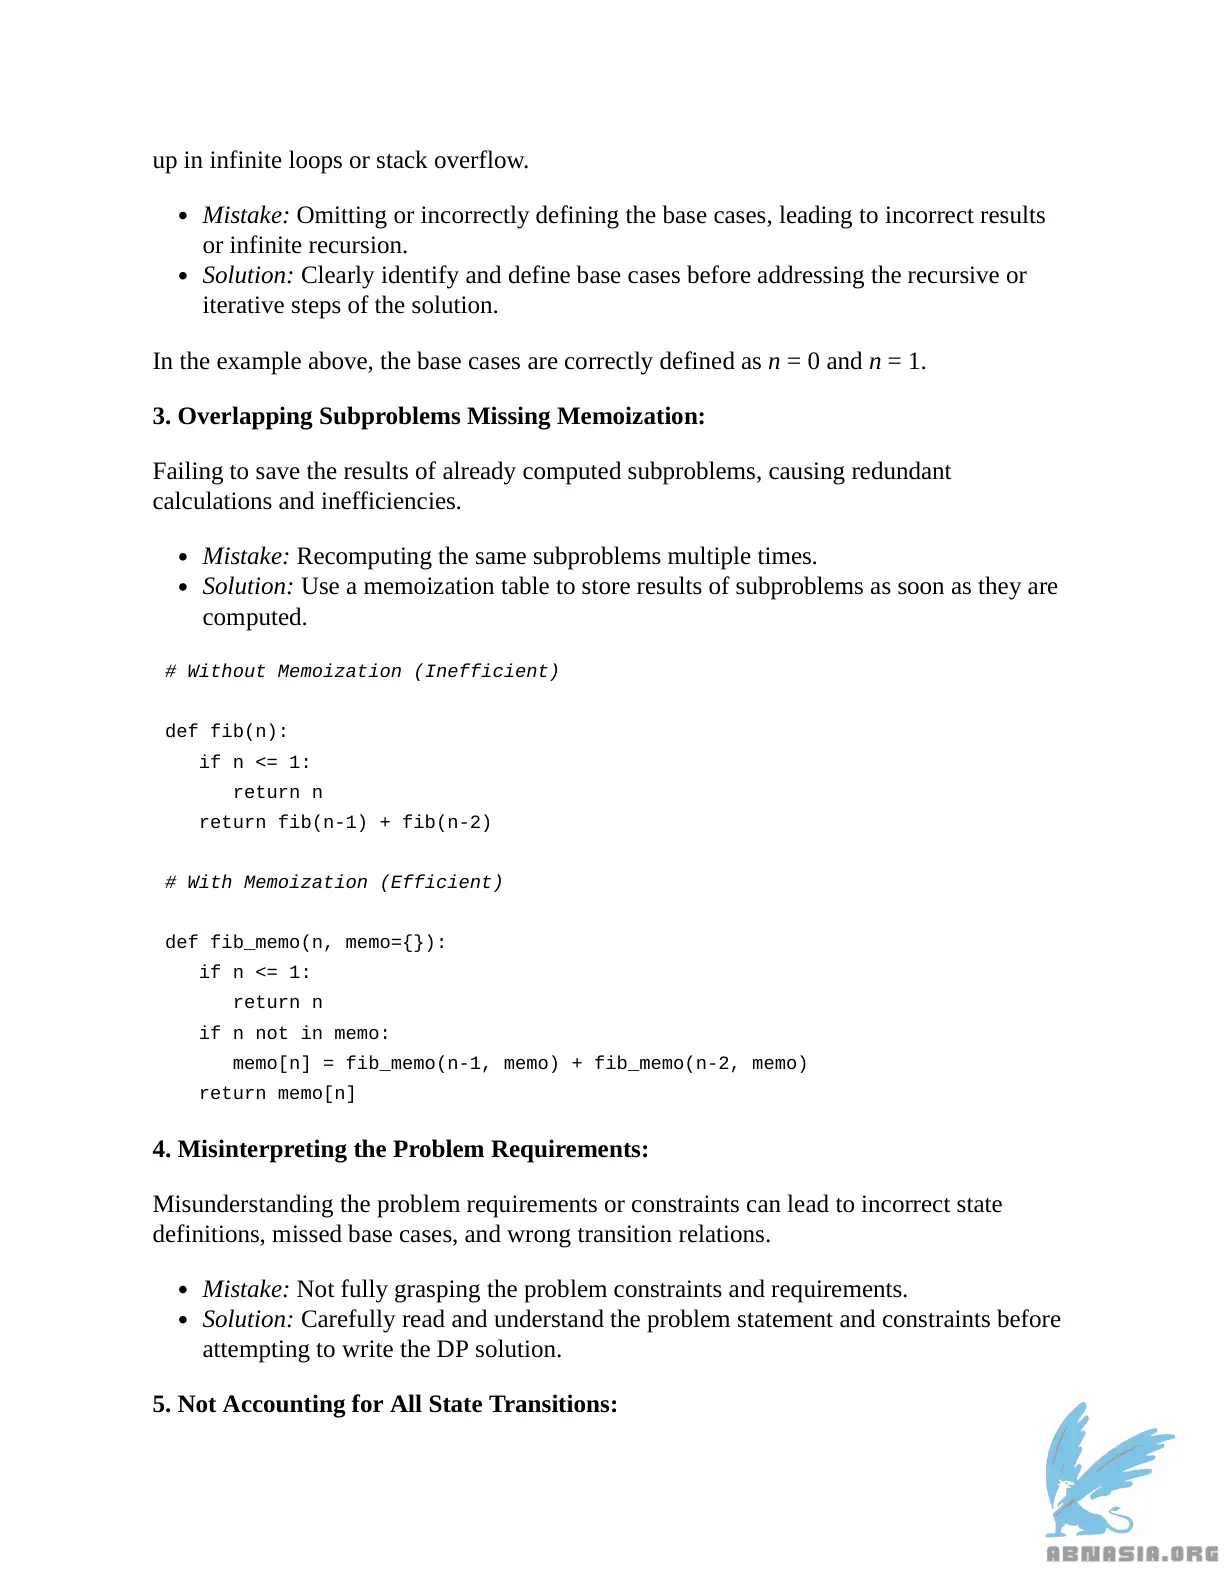 up in infinite loops or stack overflow.
• Mistake: Omitting or incorrectly defining the base cases, leading to incorrect results
or infinite recursion.
• Solution: Clearly identify and define base cases before addressing the recursive or
iterative steps of the solution.
In the example above, the base cases are correctly defined as n = 0 and n = 1.
3. Overlapping Subproblems Missing Memoization:
Failing to save the results of already computed subproblems, causing redundant
calculations and inefficiencies.
• Mistake: Recomputing the same subproblems multiple times.
• Solution: Use a memoization table to store results of subproblems as soon as they are
computed.
# Without Memoization (Inefficient)
def fib(n):
   if n <= 1:
      return n
   return fib(n-1) + fib(n-2)
# With Memoization (Efficient)
def fib_memo(n, memo={}):
   if n <= 1:
      return n
   if n not in memo:
      memo[n] = fib_memo(n-1, memo) + fib_memo(n-2, memo)
   return memo[n]
4. Misinterpreting the Problem Requirements:
Misunderstanding the problem requirements or constraints can lead to incorrect state
definitions, missed base cases, and wrong transition relations.
• Mistake: Not fully grasping the problem constraints and requirements.
• Solution: Carefully read and understand the problem statement and constraints before
attempting to write the DP solution.
5. Not Accounting for All State Transitions:
ABNASIA.ORG